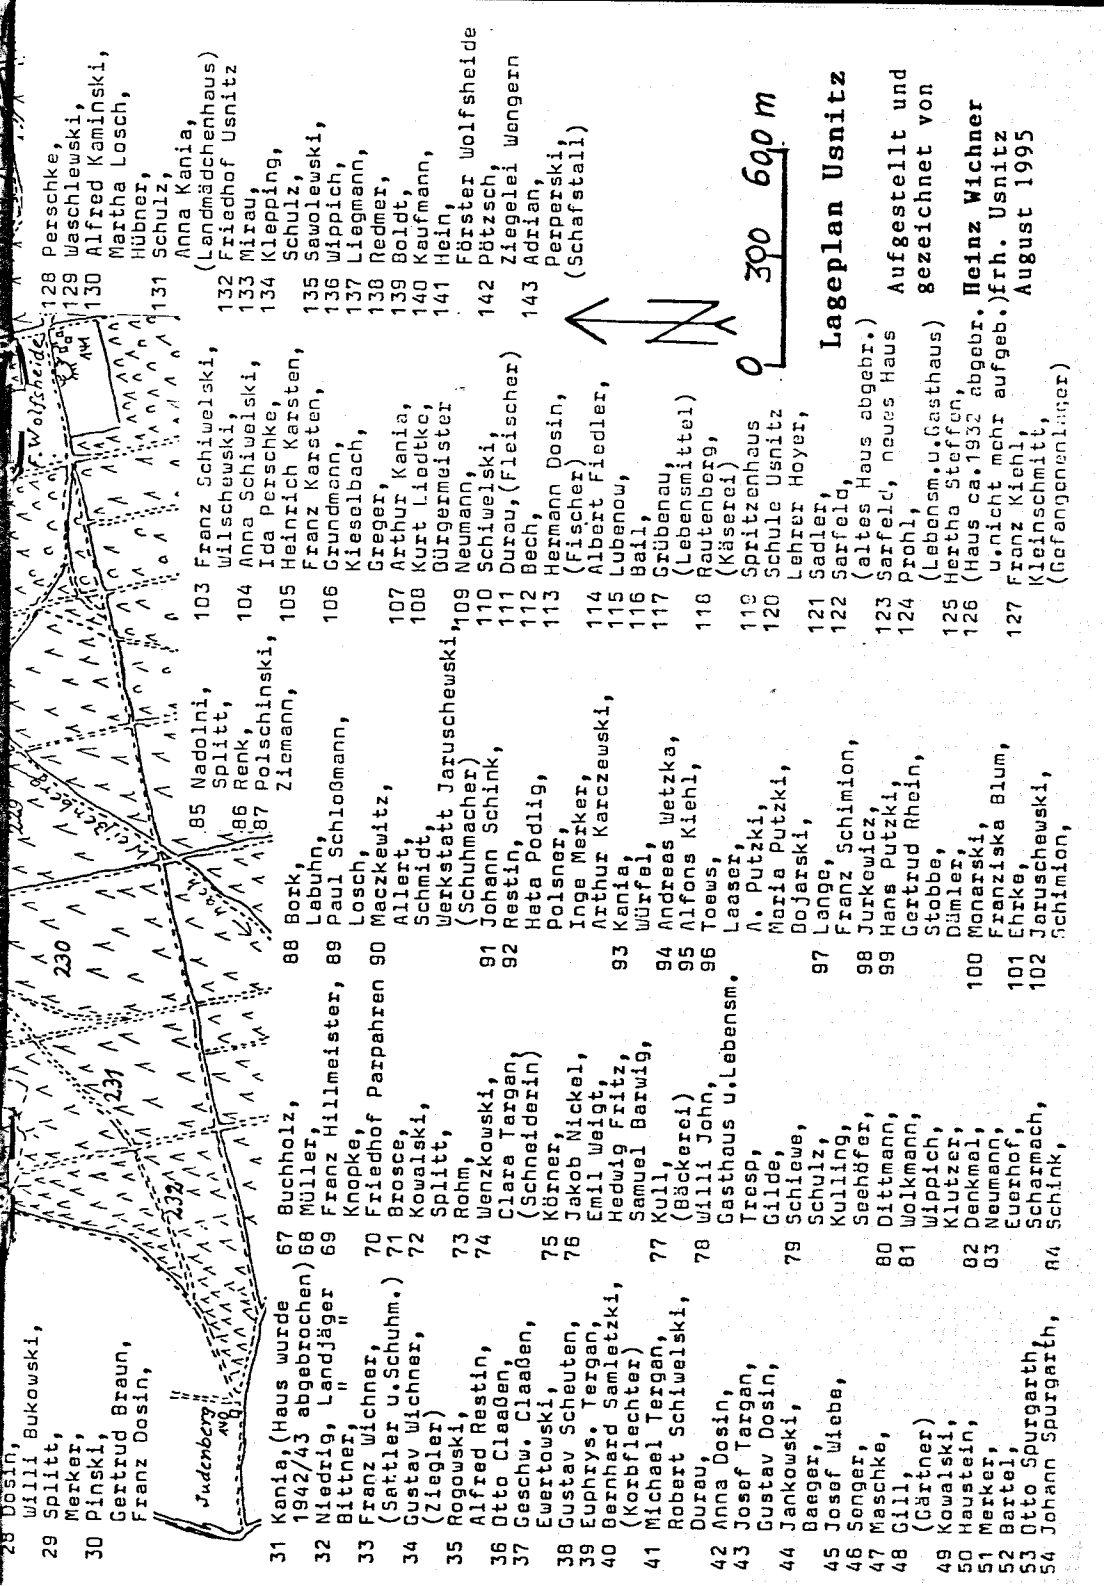 28 Dosin,
Willi Bukowski,
29 Splitt,
Merker,
30 Pinski,
Gertrud Braun,
Franz Dosin,
Judenberg
140
31 Kania,(Haus wurde
1942/43 abgebrochen)
32 Niedrig, Landjäger
Bittner, " "
33 Franz Wichner,
(Sattler u.Schuhm.)
34 Gustav Wichner,
(Ziegler)
35 Rogowski,
Alfred Restin,
36 Otto Claaßen,
37 Geschw. Claaßen,
Ewertowski,
38 Gustav Scheuten,
39 Euphrys. Tergan,
40 Bernhard Samletzki,
(Korbflechter)
41 Michael Tergan,
Robert Schiwelski,
Durau,
42 Anna Dosin,
43 Josef Targan,
Gustav Dosin,
44 Jankowski,
Baeger,
45 Josef Wiebe,
46 Senger,
47 Maschke,
48 Gill,
(Gärtner)
49 Kowalski,
50 Haustein,
51 Merker,
52 Bartel,
53 Otto Spurgarth,
54 Johann Spurgarth,
232
231
230
229
67 Buchholz,
68 Müller,
69 Franz Hillmeister,
Knopke,
70 Friedhof Parpahren
71 Brosce,
72 Kowalski,
Splitt,
73 Rohm,
74 Wenzkowski,
Clara Targan,
(Schneiderin)
75 Körner,
76 Jakob Nickel,
Emil Weigt,
Hedwig Fritz,
Samuel Barwig,
77 Kull,
(Bäckerei)
78 Willi John,
Gasthaus u.Lebensm.
Tresp,
Gilde,
79 Schiewe,
Schulz,
Kulling,
Seehöfer,
80 Dittmann,
81 Wolkmann,
Wippich,
Klutzer,
82 Denkmal,
83 Neumann,
Euerhof,
Scharmach,
84 Schink,
nach
Weißenberg
85 Nadolni,
Splitt,
86 Renk,
87 Polschinski,
Ziemann,
88 Bork,
Labuhn,
89 Paul Schloßmann,
Losch,
90 Maczkewitz,
Allert,
Schmidt,
Werkstatt Jaruschewski,
(Schuhmacher)
91 Johann Schink,
92 Restin,
Hata Podlig,
Polsner,
Inge Merker,
Arthur Karczewski,
93 Kania,
Würfel,
94 Andreas Wetzka,
95 Alfons Kiehl,
96 Toews,
Laaser,
A. Putzki,
Maria Putzki,
Bojarski,
97 Lange,
Franz Schimion,
98 Jurkewicz,
99 Hans Putzki,
Gertrud Rhein,
Stobbe,
Dämler,
100 Monarski,
Franziska Blum,
101 Ehrke,
102 Jaruschewski,
Schimion,
F. Wolfsheide
141
103 Franz Schiwelski,
Wilschewski,
104 Anna Schiwelski,
Ida Perschke,
105 Heinrich Karsten,
Franz Karsten,
106 Grundmann,
Kieselbach,
Greger,
107 Arthur Kania,
108 Kurt Liedtke,
Bürgermeister
109 Neumann,
110 Schiwelski,
111 Durau,(Fleischer)
112 Bech,
113 Hermann Dosin,
(Fischer)
114 Albert Fiedler,
115 Lubenow,
116 Bail,
117 Grübenau,
(Lebensmittel)
118 Rautenberg,
(Käserei)
119 Spritzenhaus
120 Schule Usnitz
Lehrer Hoyer,
121 Sadler,
122 Sarfeld,
(altes Haus abgebr.)
123 Sarfeld, neues Haus
124 Prohl,
(Lebensm.u.Gasthaus)
125 Hertha Steffen,
126 (Haus ca.1932 abgebr.
u.nicht mehr aufgeb.)
127 Franz Kiehl,
Kleinschmitt,
(Gefangenenlager)
128 Perschke,
129 Waschlewski,
130 Alfred Kaminski,
Martha Losch,
Hübner,
131 Schulz,
Anna Kania,
(Landmädchenhaus)
132 Friedhof Usnitz
133 Mirau,
134 Klepping,
Schulz,
135 Sawolewski,
136 Wippich,
137 Liegmann,
138 Redmer,
139 Boldt,
140 Kaufmann,
141 Hein,
Förster Wolfsheide
142 Pötzsch,
Ziegelei Wengern
143 Adrian,
Perperski,
(Schafstall)
N
0 300 600 m
Lageplan Usnitz
Aufgestellt und
gezeichnet von
Heinz Wichner
frh. Usnitz
August 1995